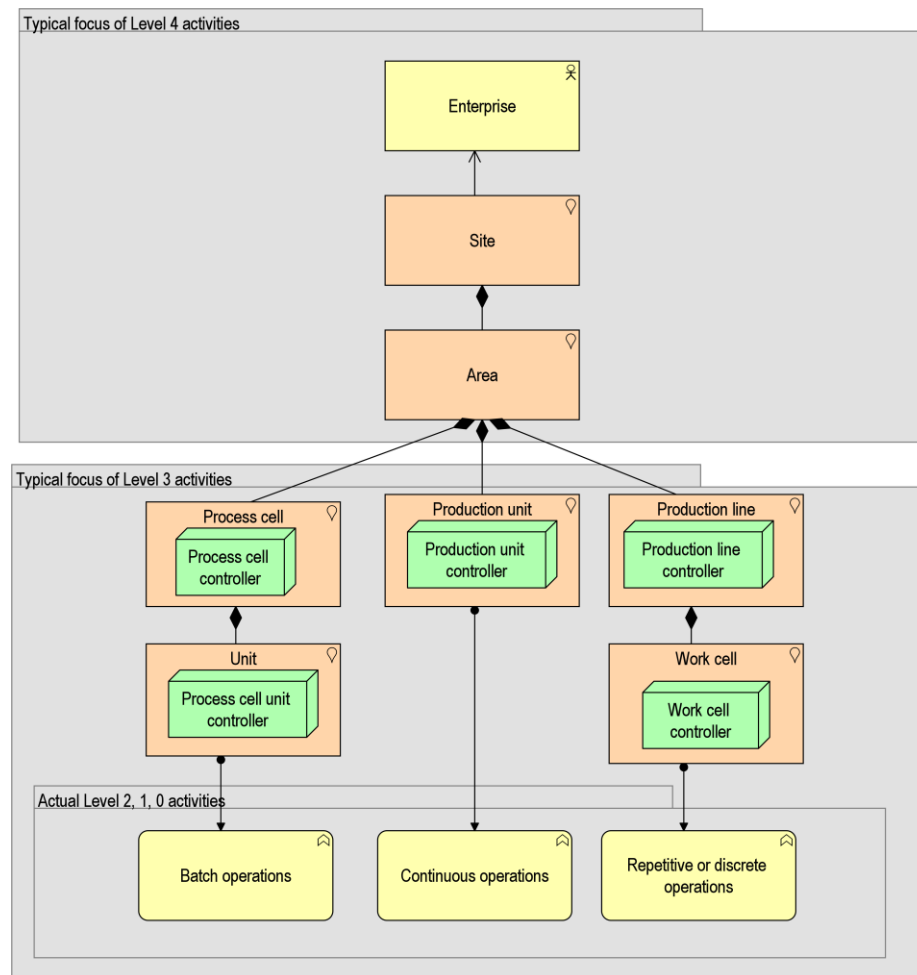 Typical focus of Level 4 activities
Enterprise
Site
Area
Typical focus of Level 3 activities
Process cell
Process cell
controller
Production unit
Production unit
controller
Production line
Production line
controller
Unit
Process cell unit
controller
Work cell
Work cell
controller
Actual Level 2, 1, 0 activities
Batch operations
Continuous operations
Repetitive or discrete
operations